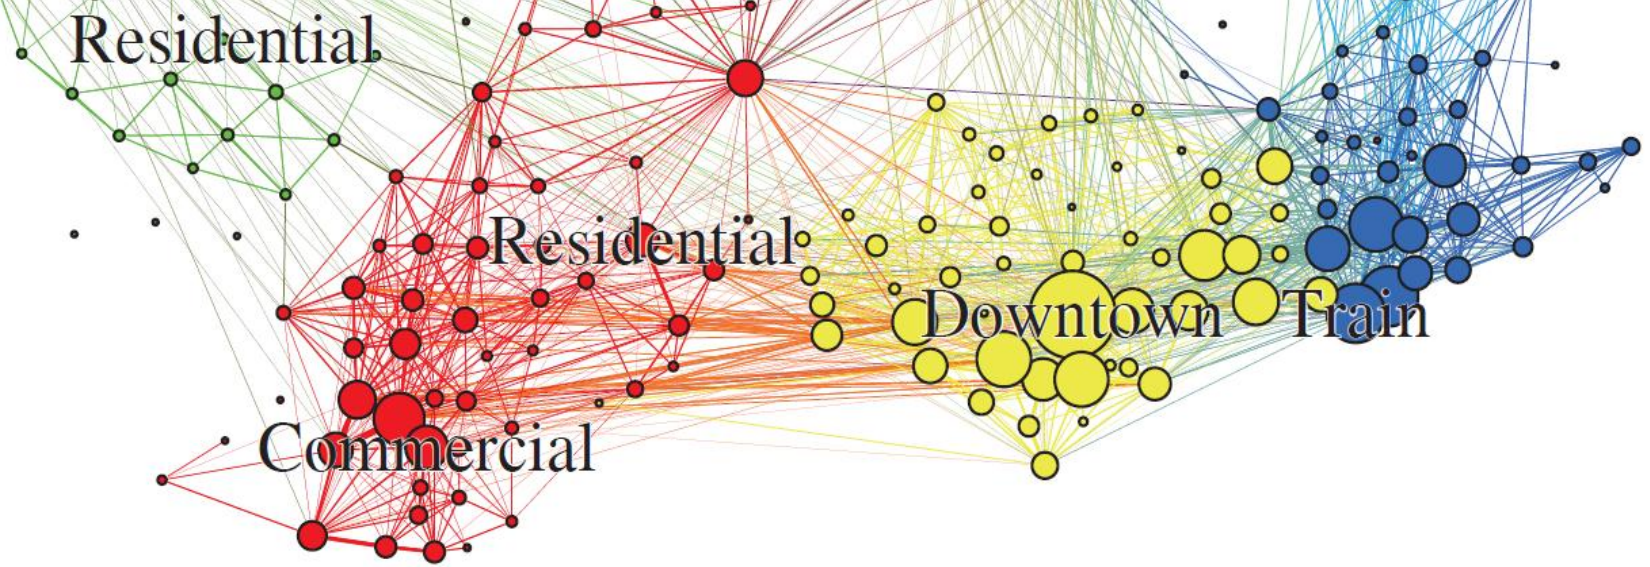 Residential
Residential
Downtown
Train
Commercial